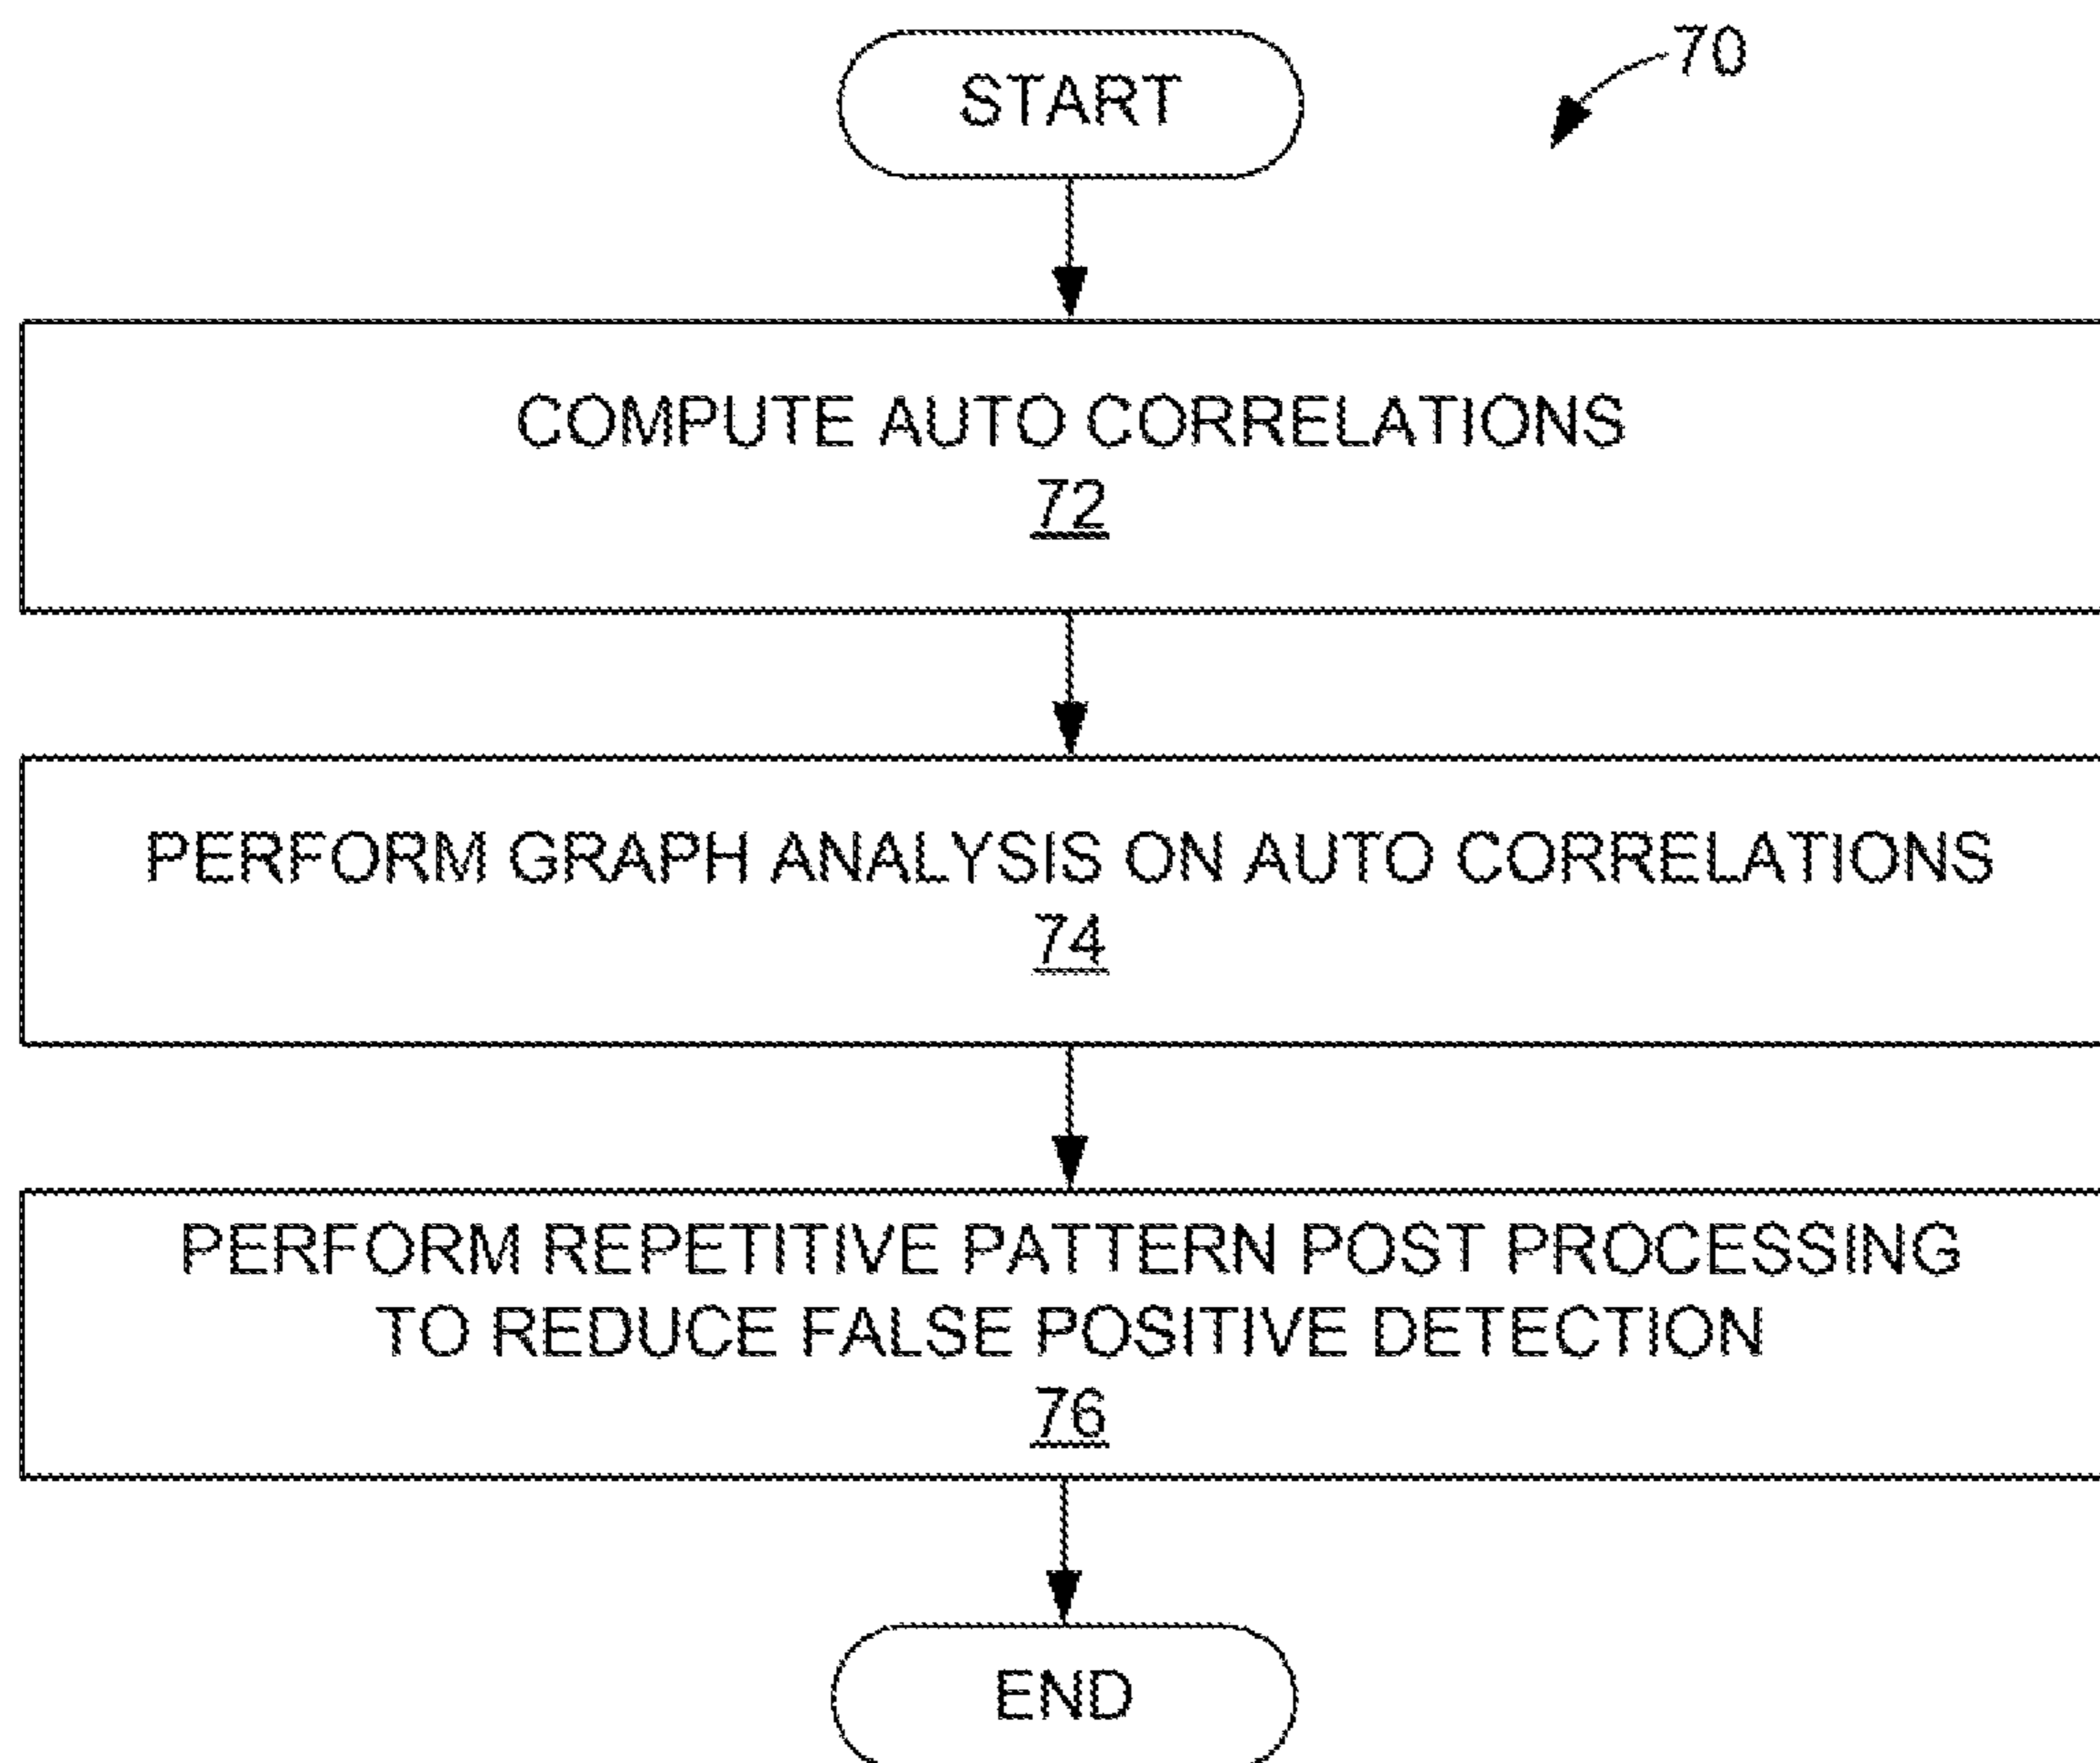 START
70
COMPUTE AUTO CORRELATIONS
72
PERFORM GRAPH ANALYSIS ON AUTO CORRELATIONS
74
PERFORM REPETITIVE PATTERN POST PROCESSING
TO REDUCE FALSE POSITIVE DETECTION
76
END